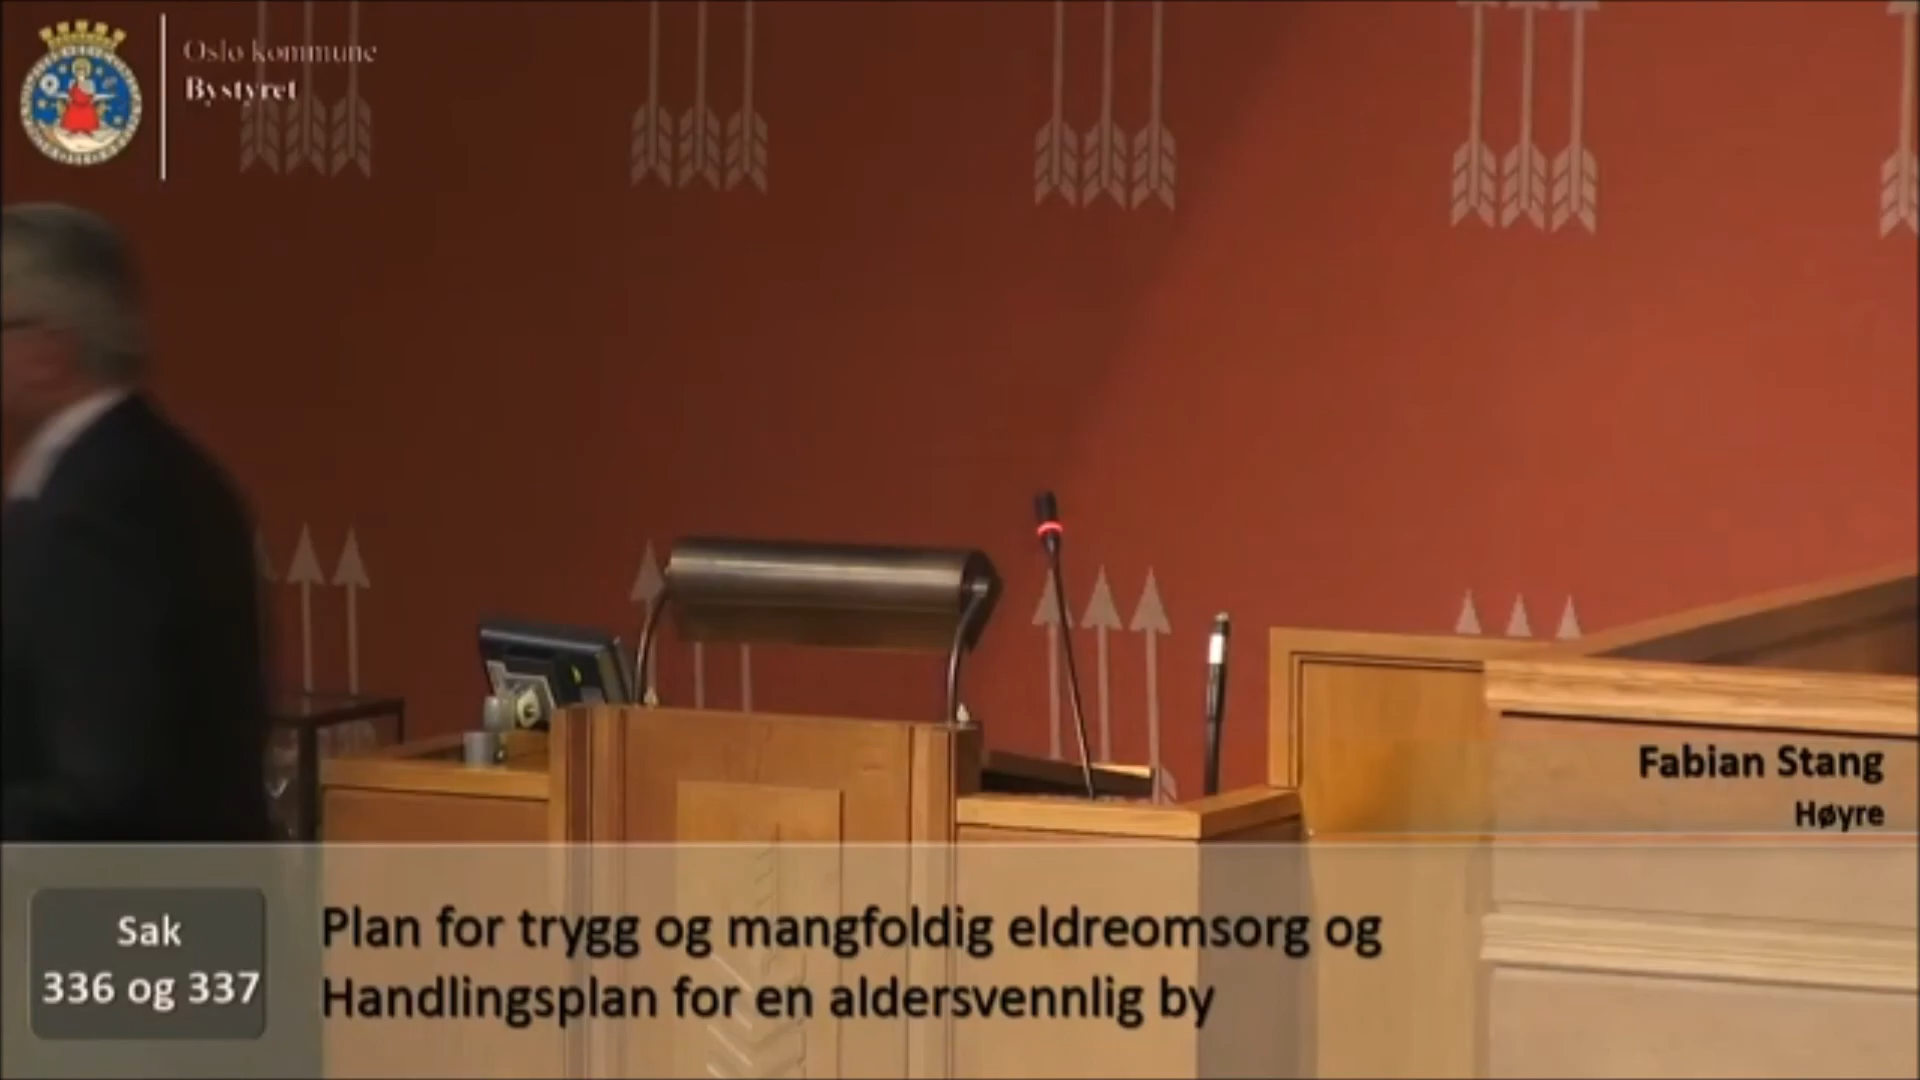 Oslo kommune
Bystyret
Fabian Stang
Høyre
Sak
336 og 337
Plan for trygg og mangfoldig eldreomsorg og
Handlingsplan for en aldersvennlig by